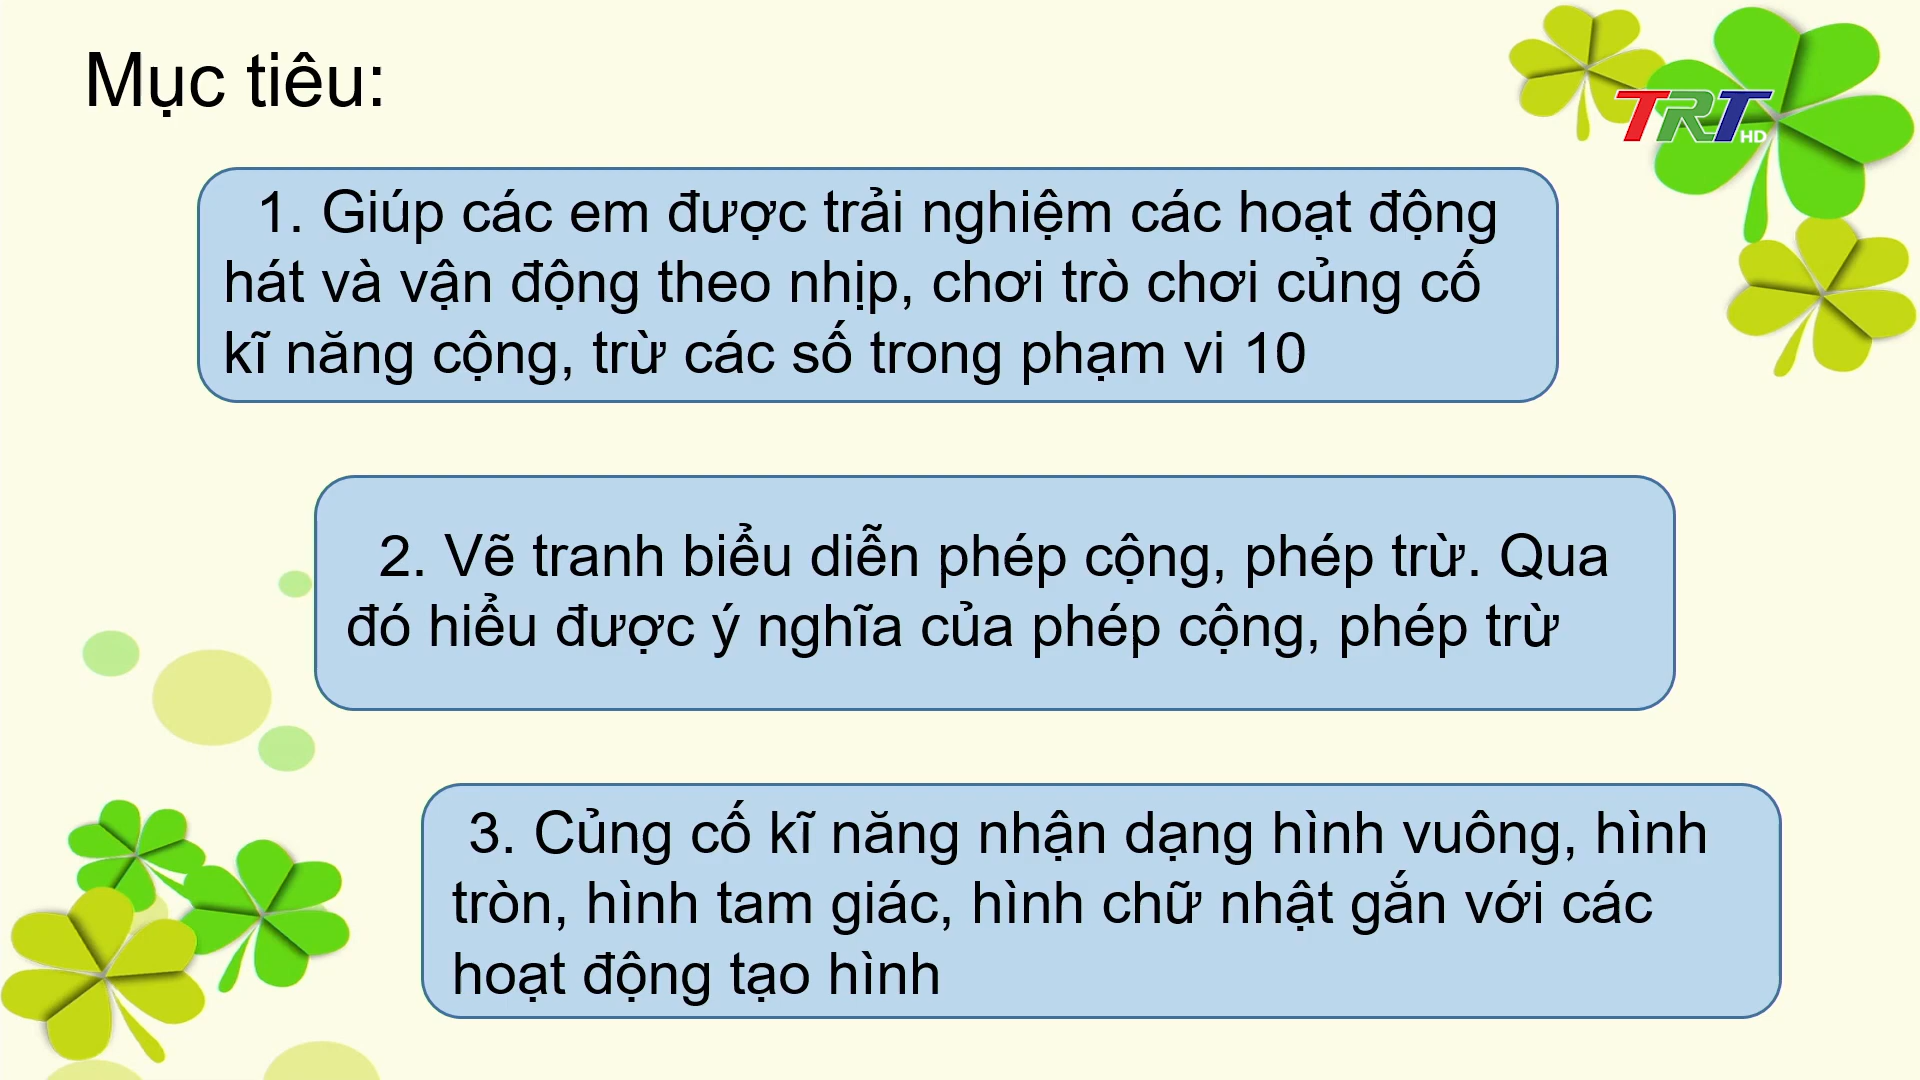 Mục tiêu:
TRT HD
1. Giúp các em được trải nghiệm các hoạt động
hát và vận động theo nhịp, chơi trò chơi củng cố
kĩ năng cộng, trừ các số trong phạm vi 10
2. Vẽ tranh biểu diễn phép cộng, phép trừ. Qua
đó hiểu được ý nghĩa của phép cộng, phép trừ
3. Củng cố kĩ năng nhận dạng hình vuông, hình
tròn, hình tam giác, hình chữ nhật gắn với các
hoạt động tạo hình